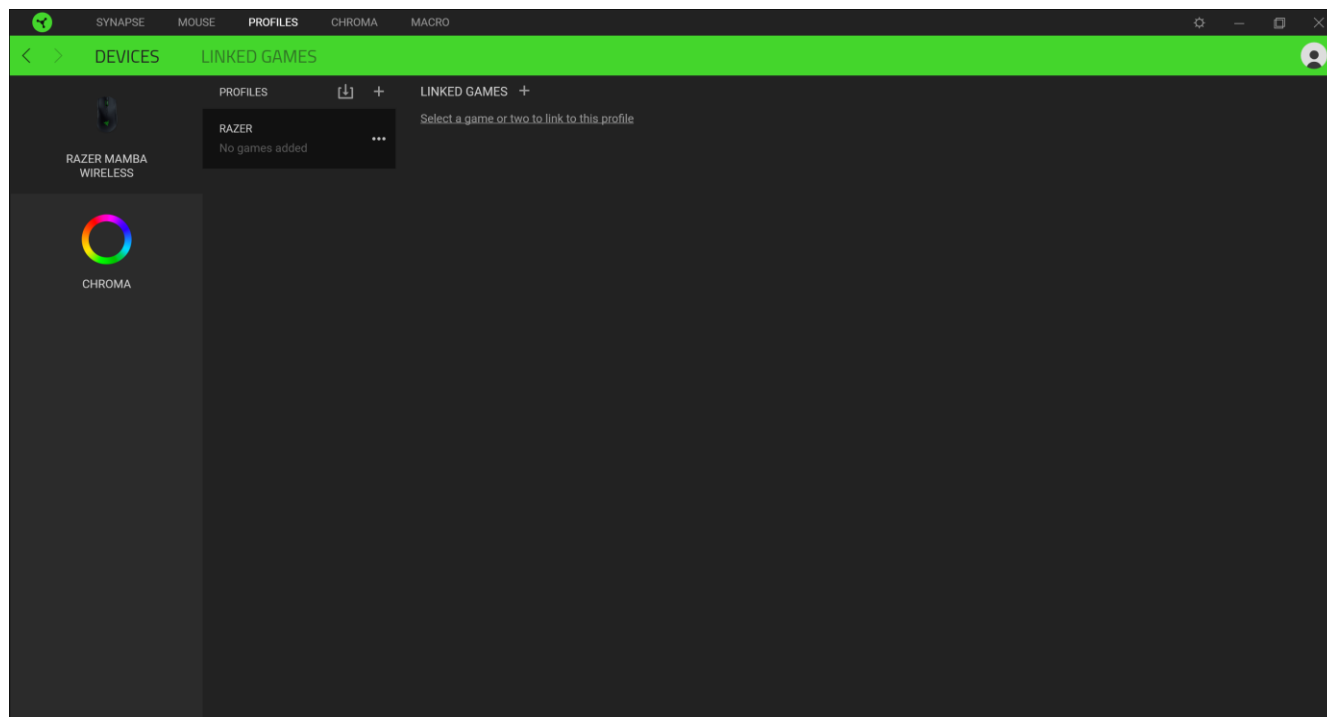 SYNAPSE MOUSE PROFILES CHROMA MACRO
DEVICES LINKED GAMES
RAZER MAMBA
WIRELESS
CHROMA
PROFILES
RAZER
No games added
LINKED GAMES
Select a game or two to link to this profile